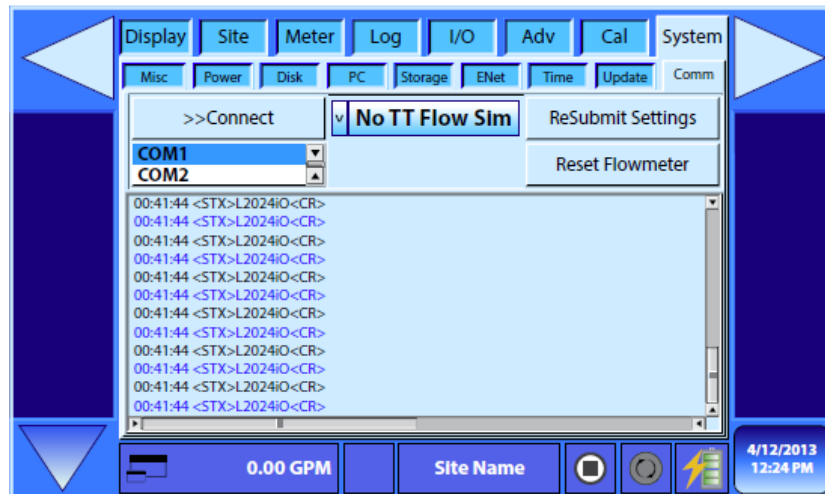 Display Site Meter Log I/O Adv Cal System
Misc Power Disk PC Storage ENet Time Update Comm
>>Connect v No TT Flow Sim ReSubmit Settings
COM1
COM2
Reset Flowmeter
00:41:44 <STX>L2024iO<CR>
00:41:44 <STX>L2024iO<CR>
00:41:44 <STX>L2024iO<CR>
00:41:44 <STX>L2024iO<CR>
00:41:44 <STX>L2024iO<CR>
00:41:44 <STX>L2024iO<CR>
00:41:44 <STX>L2024iO<CR>
00:41:44 <STX>L2024iO<CR>
00:41:44 <STX>L2024iO<CR>
00:41:44 <STX>L2024iO<CR>
00:41:44 <STX>L2024iO<CR>
00:41:44 <STX>L2024iO<CR>
0.00 GPM Site Name
4/12/2013
12:24 PM